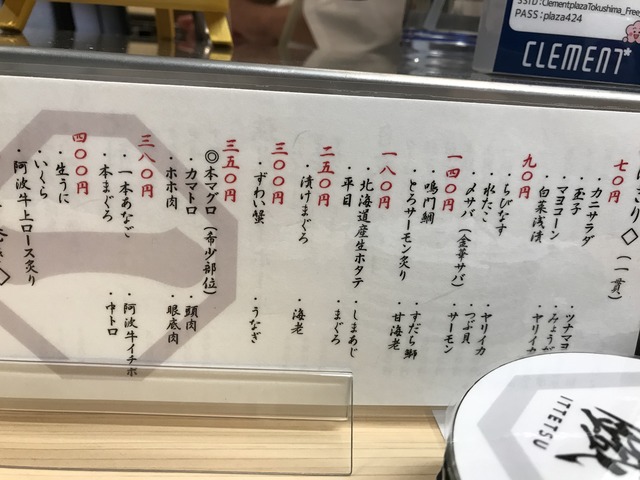 SSID:ClementplazaTokushima_Free
PASS:plaza424
CLEMENT
◇（一貫）
七〇円
・カニサラダ
・ツナマヨ
・マヨコーン
・みょうが
・玉子
・ヤリイカ
・白菜浅漬
九〇円
・ちびなす
・ヤリイカ
・水たこ
・つぶ貝
・〆サバ（金華サバ）
・サーモン
一四〇円
・鳴門鯛
・すだち鰤
・とろサーモン炙り
・甘海老
一八〇円
・北海道産生ホタテ
・しまあじ
・平目
・まぐろ
二五〇円
・漬けまぐろ
・海老
三〇〇円
・ずわい蟹
・うなぎ
三五〇円
◎本マグロ（希少部位）
・カマトロ
・頭肉
・ホホ肉
・眼底肉
三八〇円
・一本あなご
・阿波牛イチボ
・本まぐろ
・中トロ
四〇〇円
・生うに
・いくら
・阿波牛上ロース炙り
ITTETSU